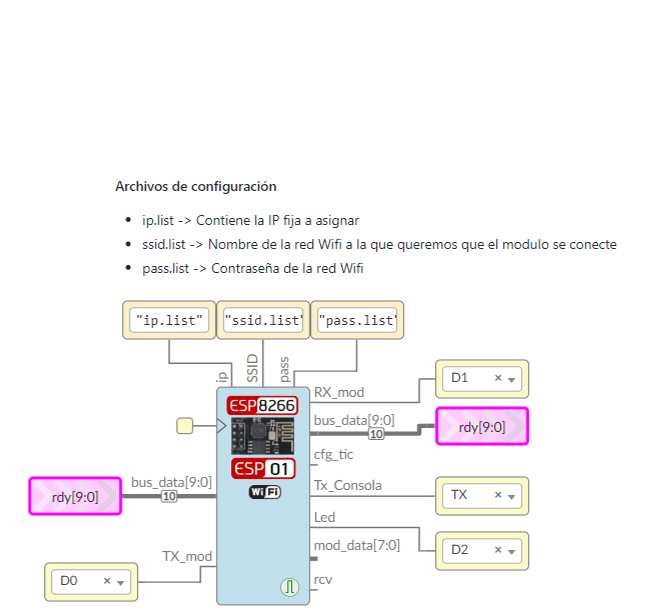 Archivos de configuración
ip.list -> Contiene la IP fija a asignar
ssid.list -> Nombre de la red Wifi a la que queremos que el modulo se conecte
pass.list -> Contraseña de la red Wifi
"ip.list" "ssid.list" "pass.list'
ip SSID pass
RX_mod D1
ESP8266
bus_data[9:0] 10 rdy[9:0]
cfg_tic
ESP 01
bus_data[9:0] 10 rdy[9:0]
Tx_Consola TX
WiFi
Led
mod_data[7:0] D2
TX_mod D0
rcv